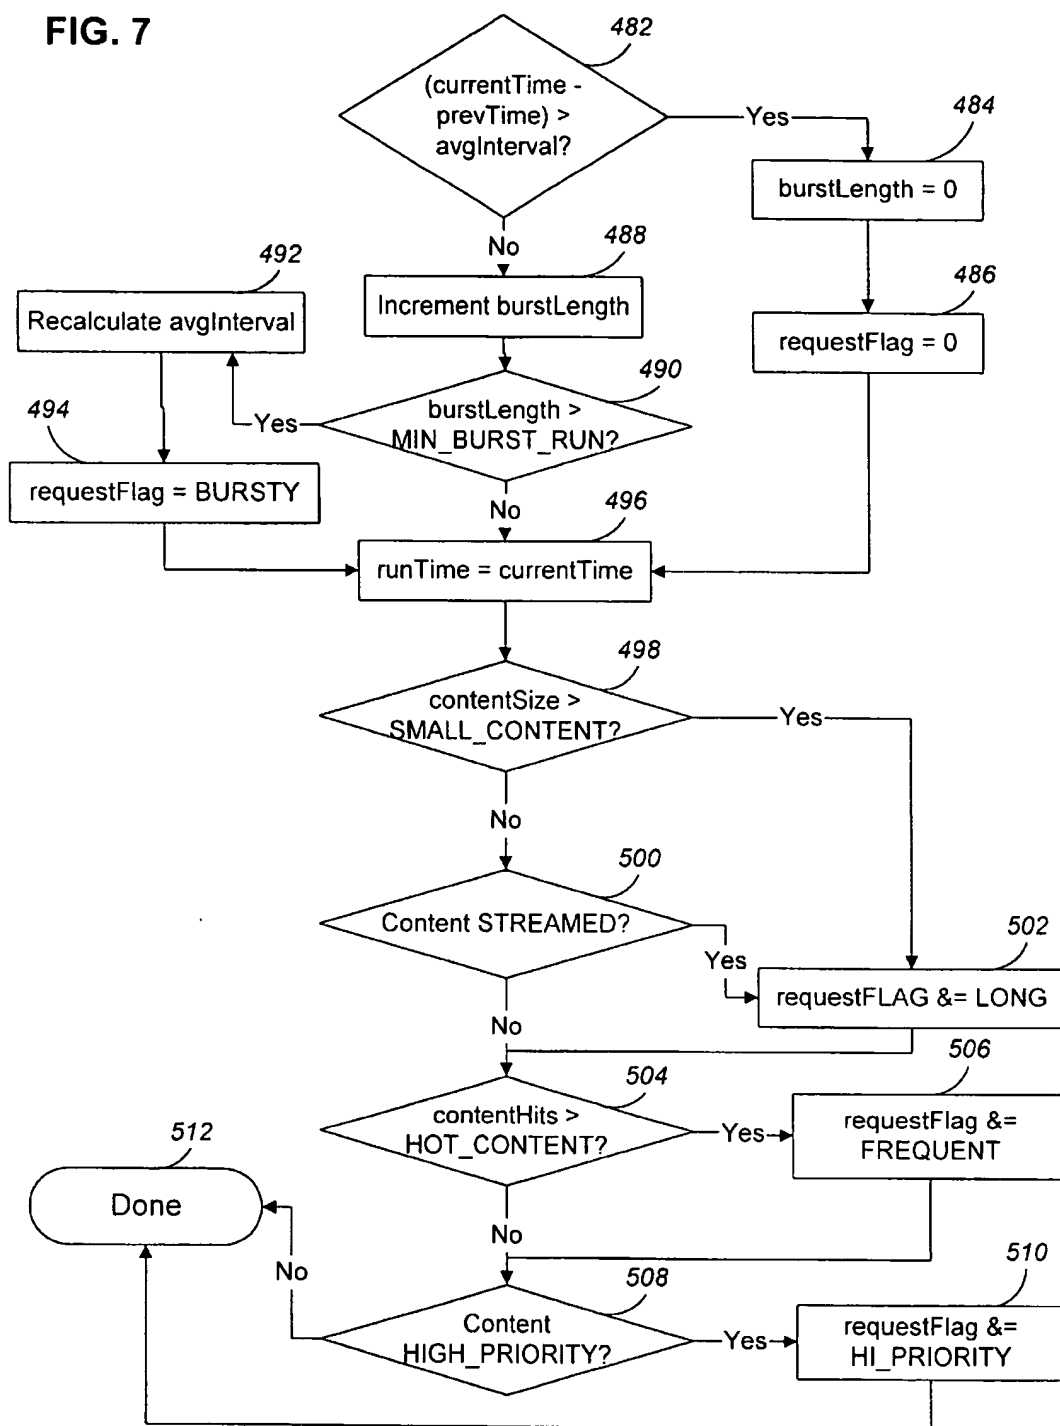 FIG. 7
482
(currentTime -
prevTime) >
avgInterval?
Yes
484
burstLength = 0
No
488
Increment burstLength
492
Recalculate avgInterval
486
requestFlag = 0
490
burstLength >
MIN_BURST_RUN?
Yes
494
requestFlag = BURSTY
No
496
runTime = currentTime
498
contentSize >
SMALL_CONTENT?
Yes
No
500
Content STREAMED?
Yes
502
requestFLAG &= LONG
No
504
contentHits >
HOT_CONTENT?
Yes
506
requestFlag &=
FREQUENT
512
Done
No
No
508
Content
HIGH_PRIORITY?
Yes
510
requestFlag &=
HI_PRIORITY